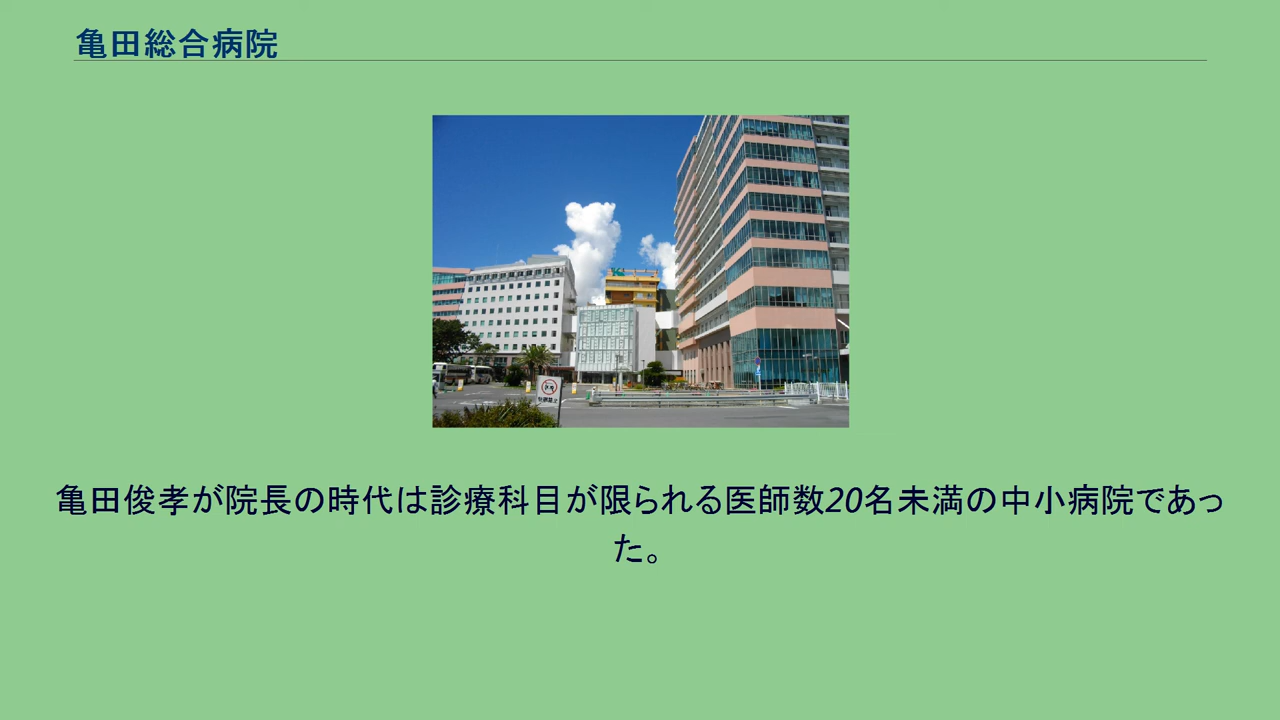 亀田総合病院
亀田俊孝が院長の時代は診療科目が限られる医師数20名未満の中小病院であっ
た。